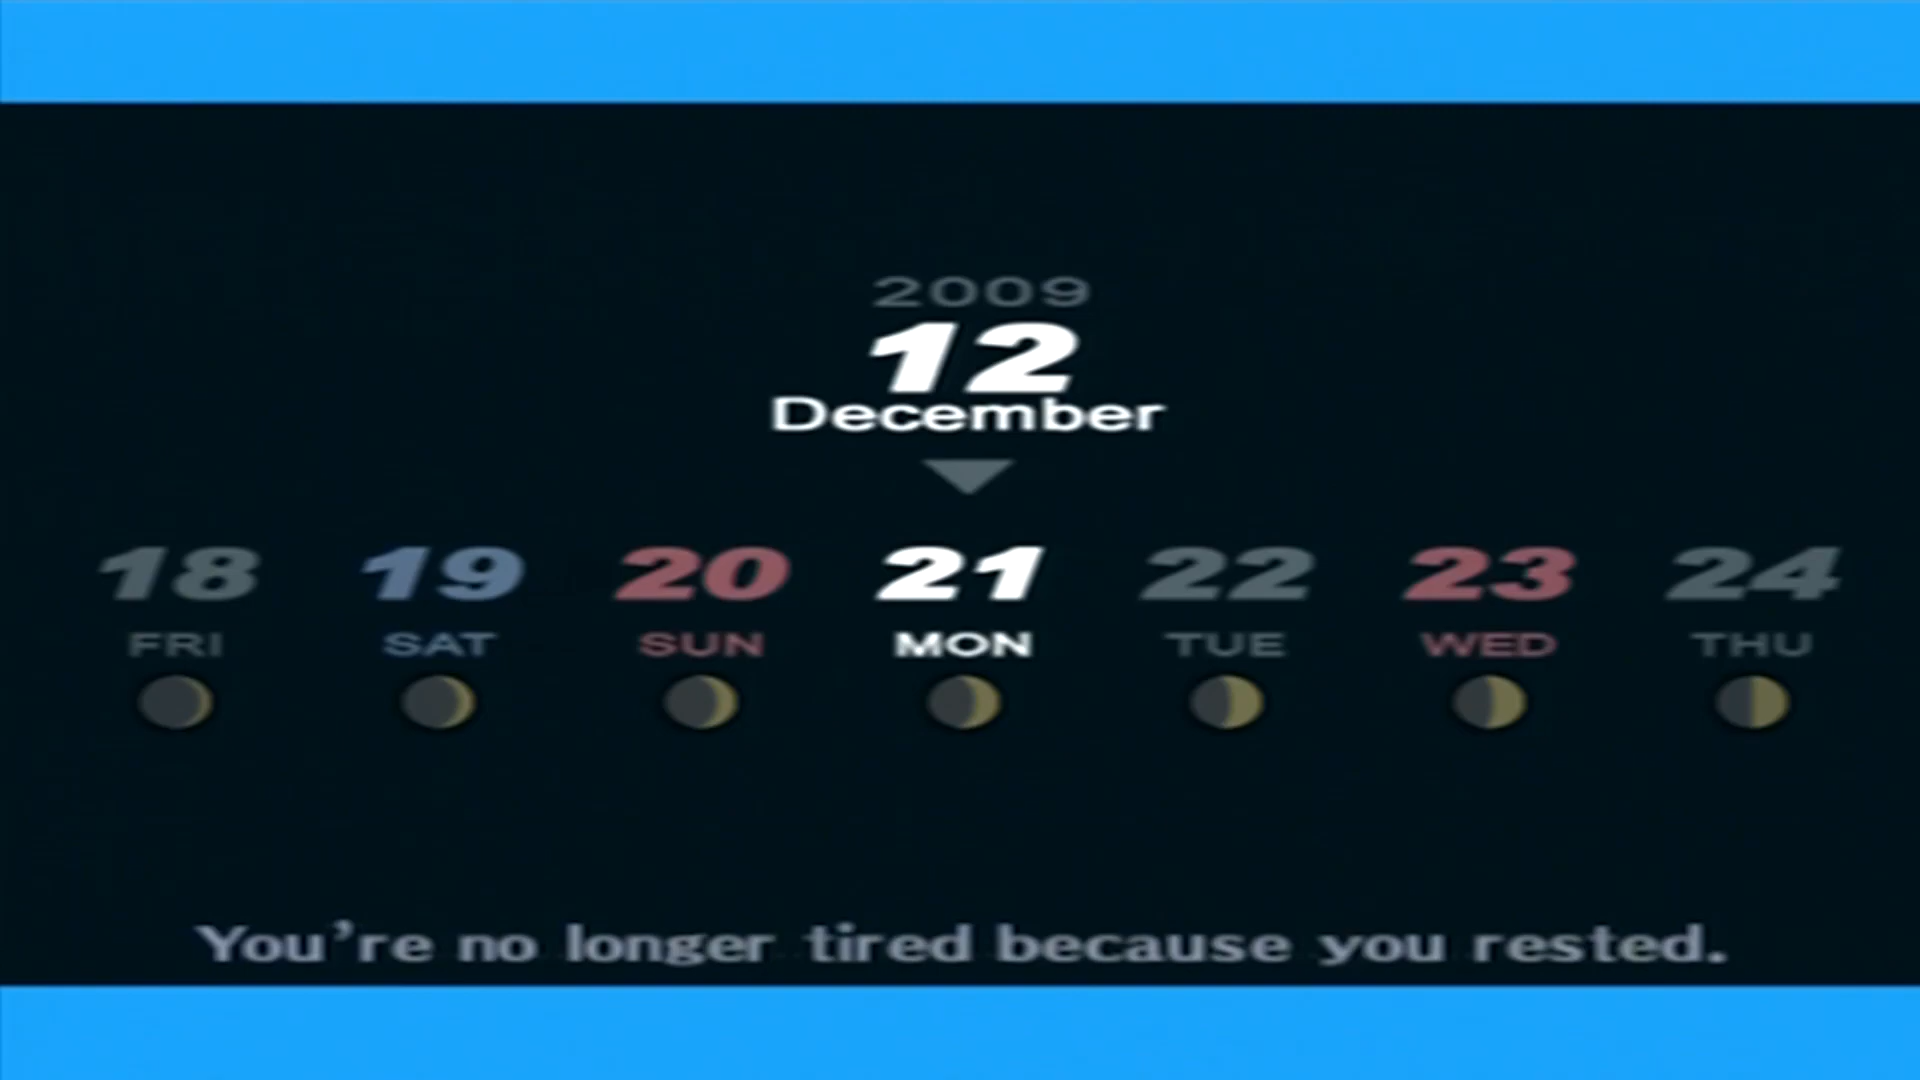 2009
12
December
18 19 20 21 22 23 24
FRI SAT SUN MON TUE WED THU
You're no longer tired because you rested.